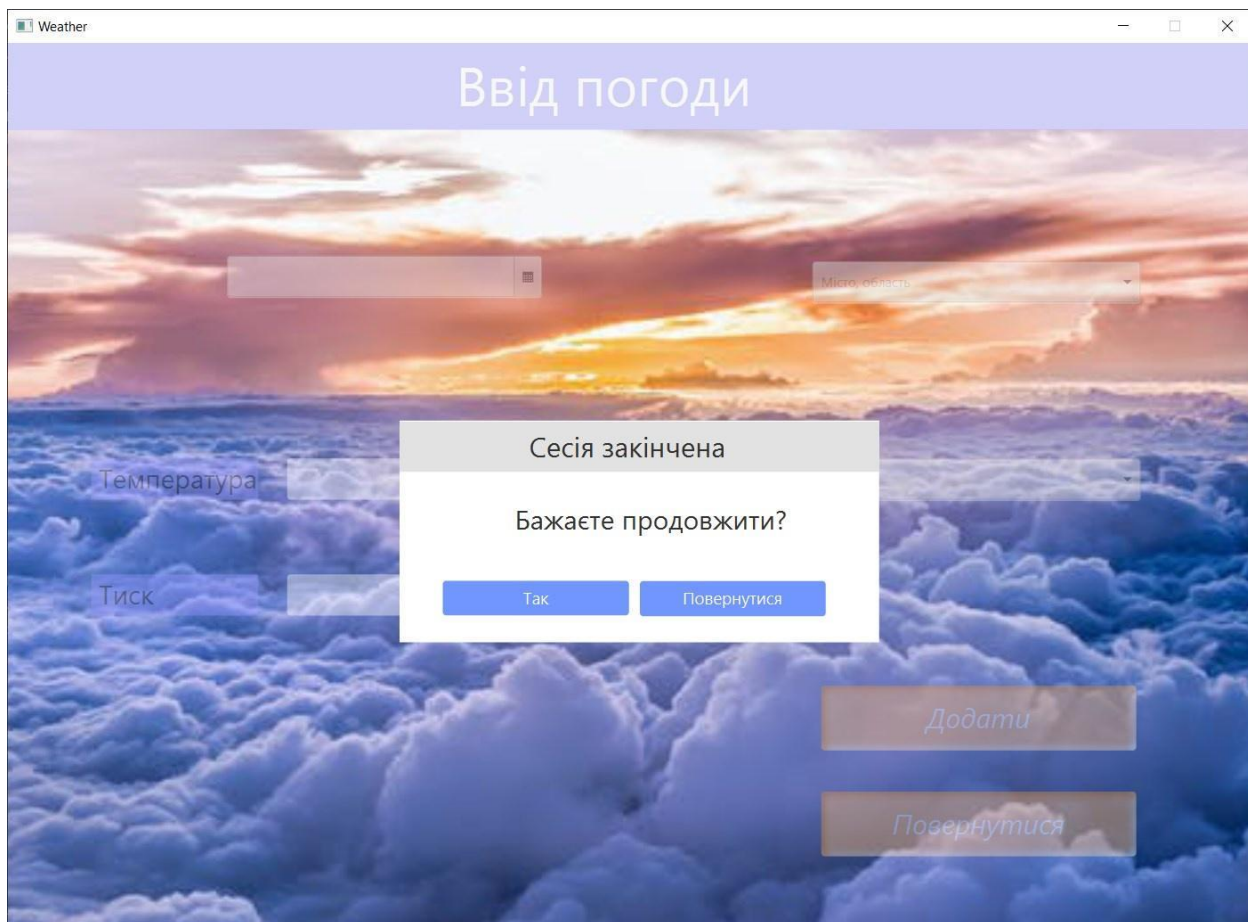 Weather
Ввід погоди
Місто, область
Сесія закінчена
Температура
Бажаєте продовжити?
Тиск
Так
Повернутися
Додати
Повернутися